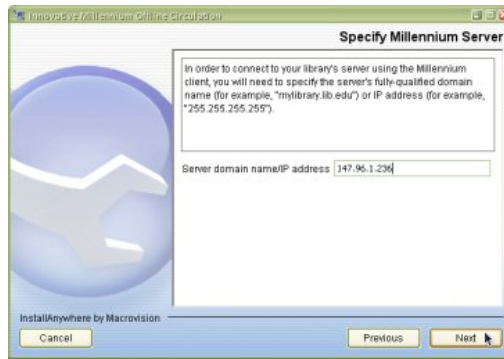 Innovative Millennium Offline Circulation
Specify Millennium Server
In order to connect to your library's server using the Millennium
client, you will need to specify the server's fully-qualified domain
name (for example, "mylibrary.lib.edu") or IP address (for example,
"255.255.255.255").
Server domain name/IP address 147.96.1.236
InstallAnywhere by Macrovision
Cancel Previous Next